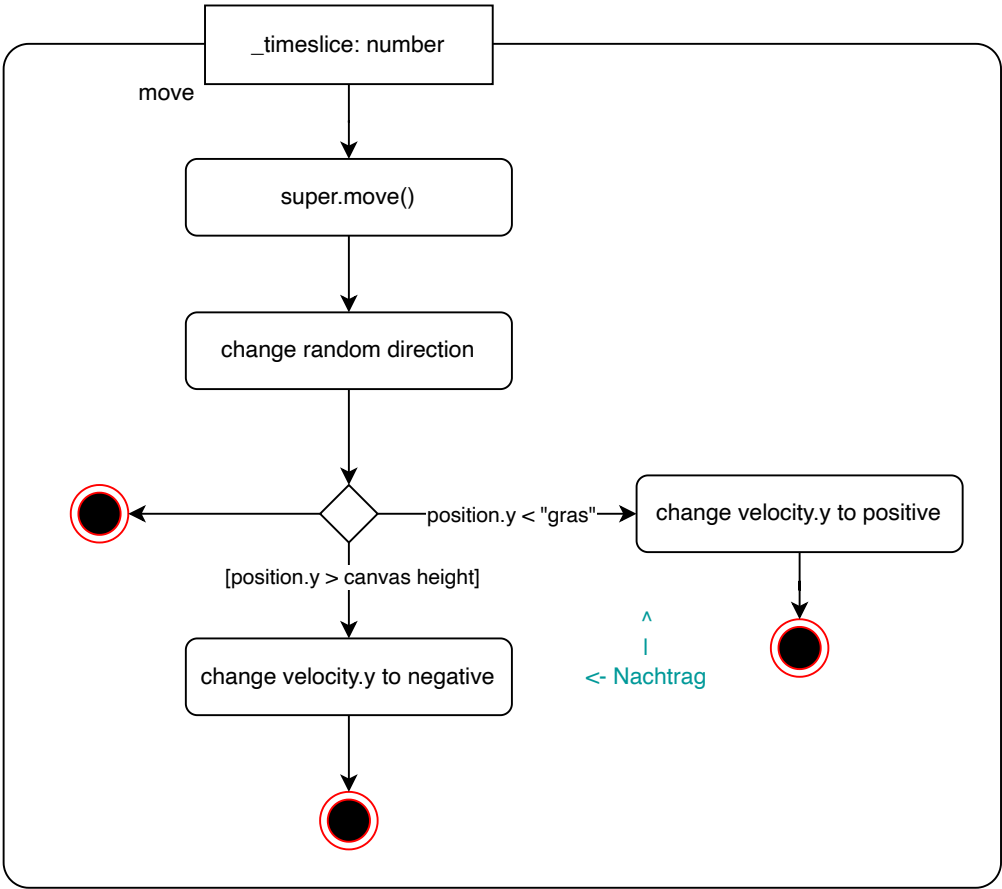 _timeslice: number
move
super.move()
change random direction
position.y < "gras"
change velocity.y to positive
[position.y > canvas height]
^
|
<- Nachtrag
change velocity.y to negative